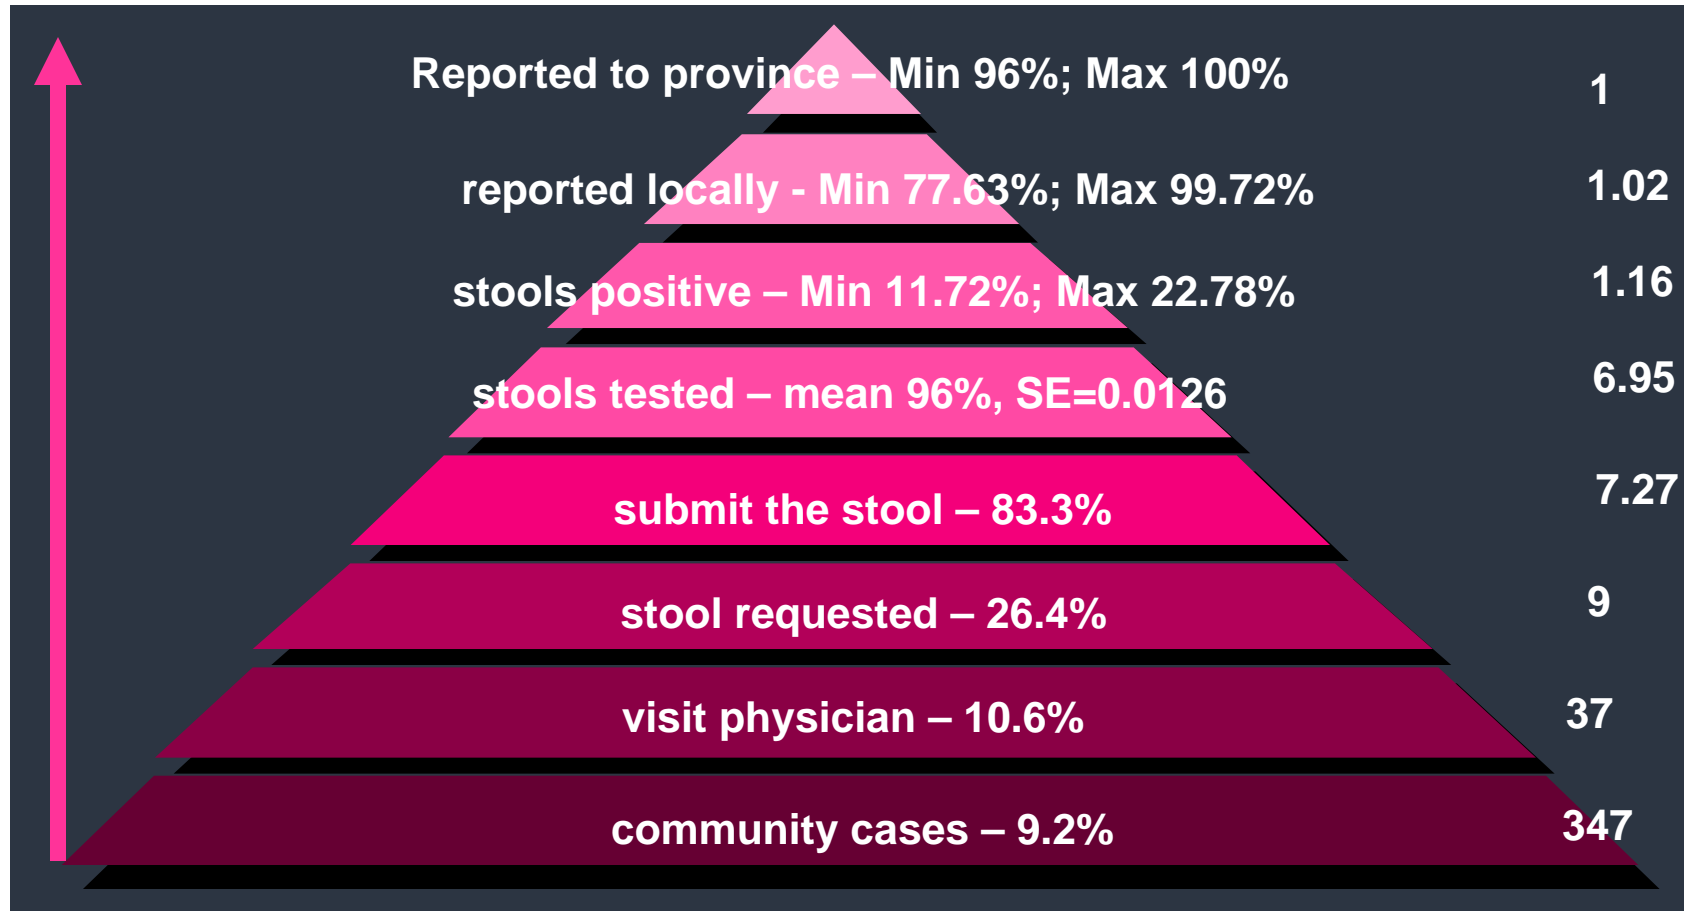 Reported to province – Min 96%; Max 100% 1
reported locally - Min 77.63%; Max 99.72% 1.02
stools positive – Min 11.72%; Max 22.78% 1.16
stools tested – mean 96%, SE=0.0126 6.95
submit the stool – 83.3% 7.27
stool requested – 26.4% 9
visit physician – 10.6% 37
community cases – 9.2% 347